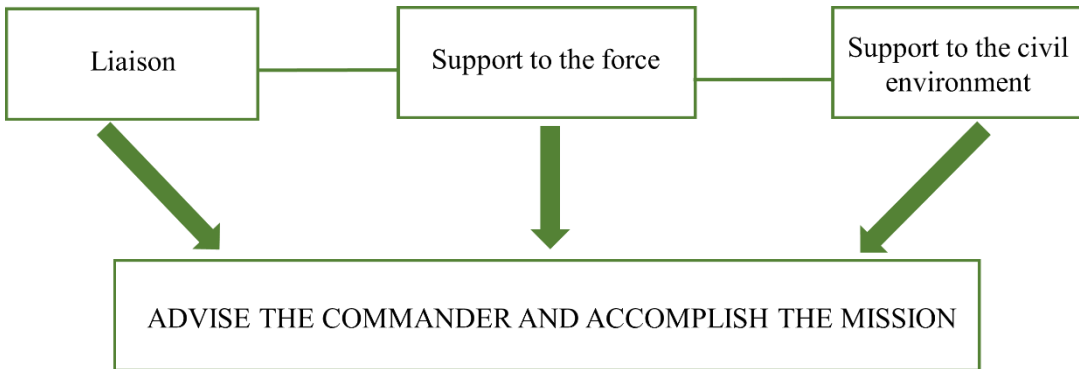 Liaison
Support to the force
Support to the civil
environment
ADVISE THE COMMANDER AND ACCOMPLISH THE MISSION